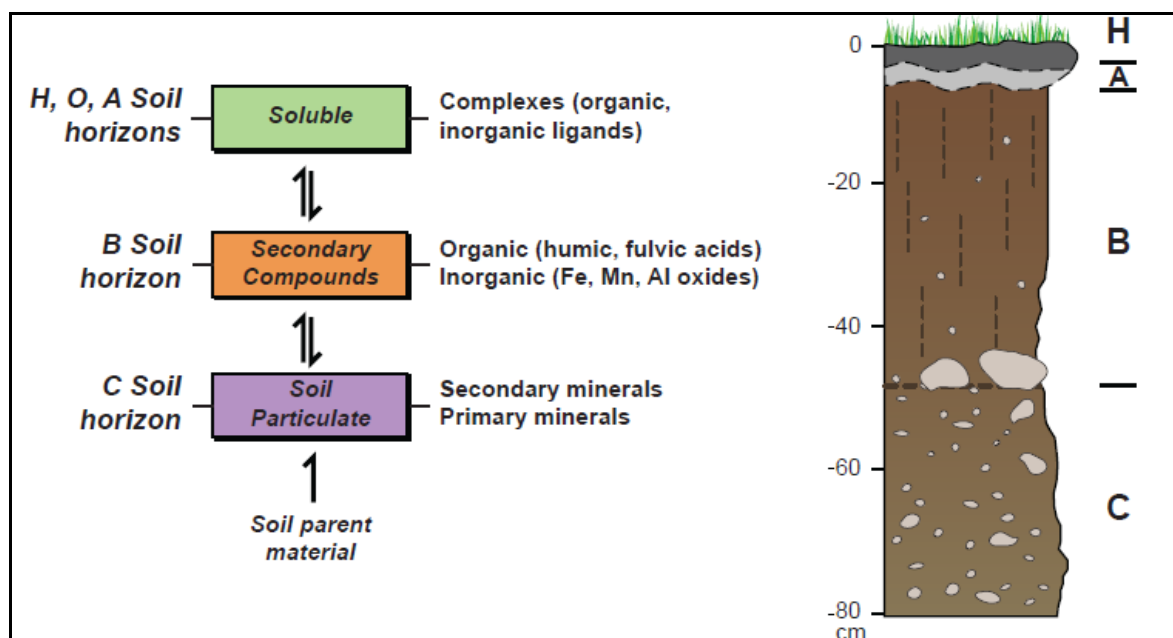 H, O, A Soil
horizons
Soluble
Complexes (organic,
inorganic ligands)
B Soil
horizon
Secondary
Compounds
Organic (humic, fulvic acids)
Inorganic (Fe, Mn, Al oxides)
C Soil
horizon
Soil
Particulate
Secondary minerals
Primary minerals
Soil parent
material
0
-20
-40
-60
-80
cm
H
A
B
C